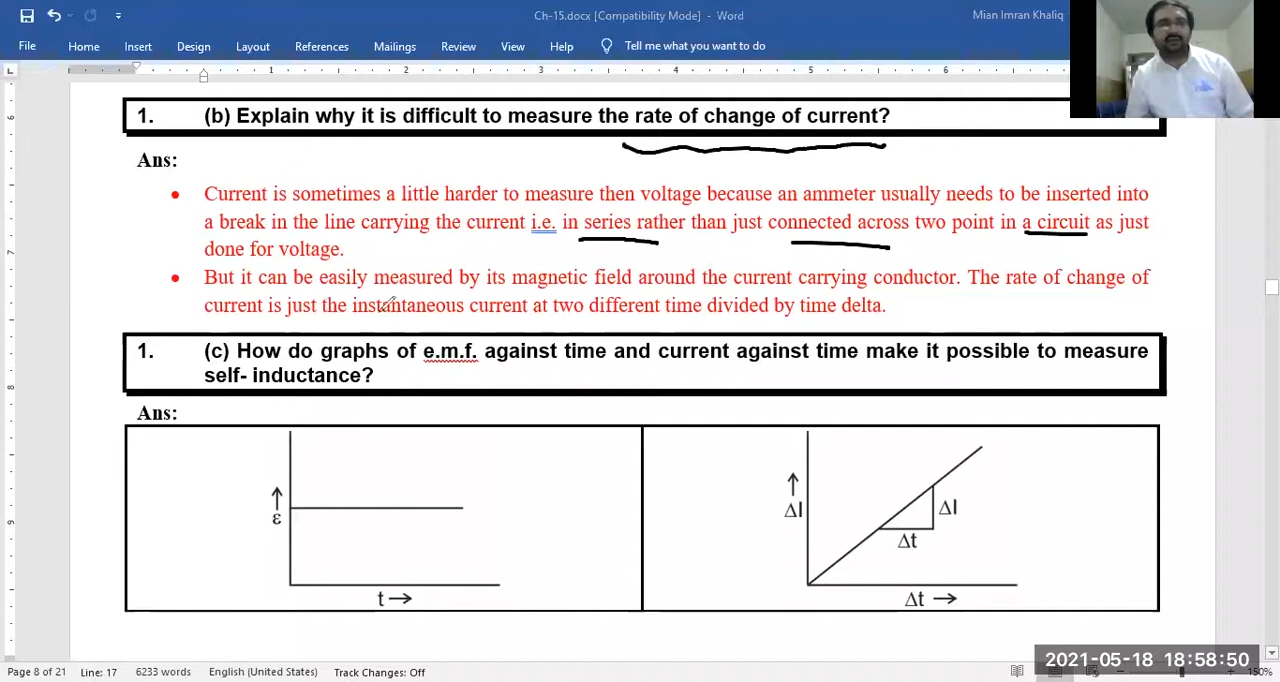 Ch-15.docx [Compatibility Mode] - Word
Mian Imran Khaliq
File Home Insert Design Layout References Mailings Review View Help Tell me what you want to do
1 2 3 4 5 6
1. (b) Explain why it is difficult to measure the rate of change of current?
Ans:
• Current is sometimes a little harder to measure then voltage because an ammeter usually needs to be inserted into
a break in the line carrying the current i.e. in series rather than just connected across two point in a circuit as just
done for voltage.
• But it can be easily measured by its magnetic field around the current carrying conductor. The rate of change of
current is just the instantaneous current at two different time divided by time delta.
1. (c) How do graphs of e.m.f. against time and current against time make it possible to measure
self- inductance?
Ans:
ε
t
ΔI
ΔI
Δt
Δt
Page 8 of 21 Line: 17 6233 words English (United States) Track Changes: Off
2021-05-18 18:58:50
150%